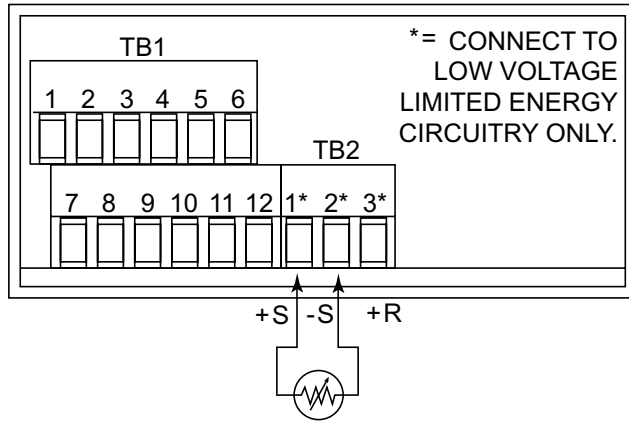 TB1
*= CONNECT TO
LOW VOLTAGE
LIMITED ENERGY
CIRCUITRY ONLY.
1 2 3 4 5 6
TB2
7 8 9 10 11 12 1* 2* 3*
+S -S +R